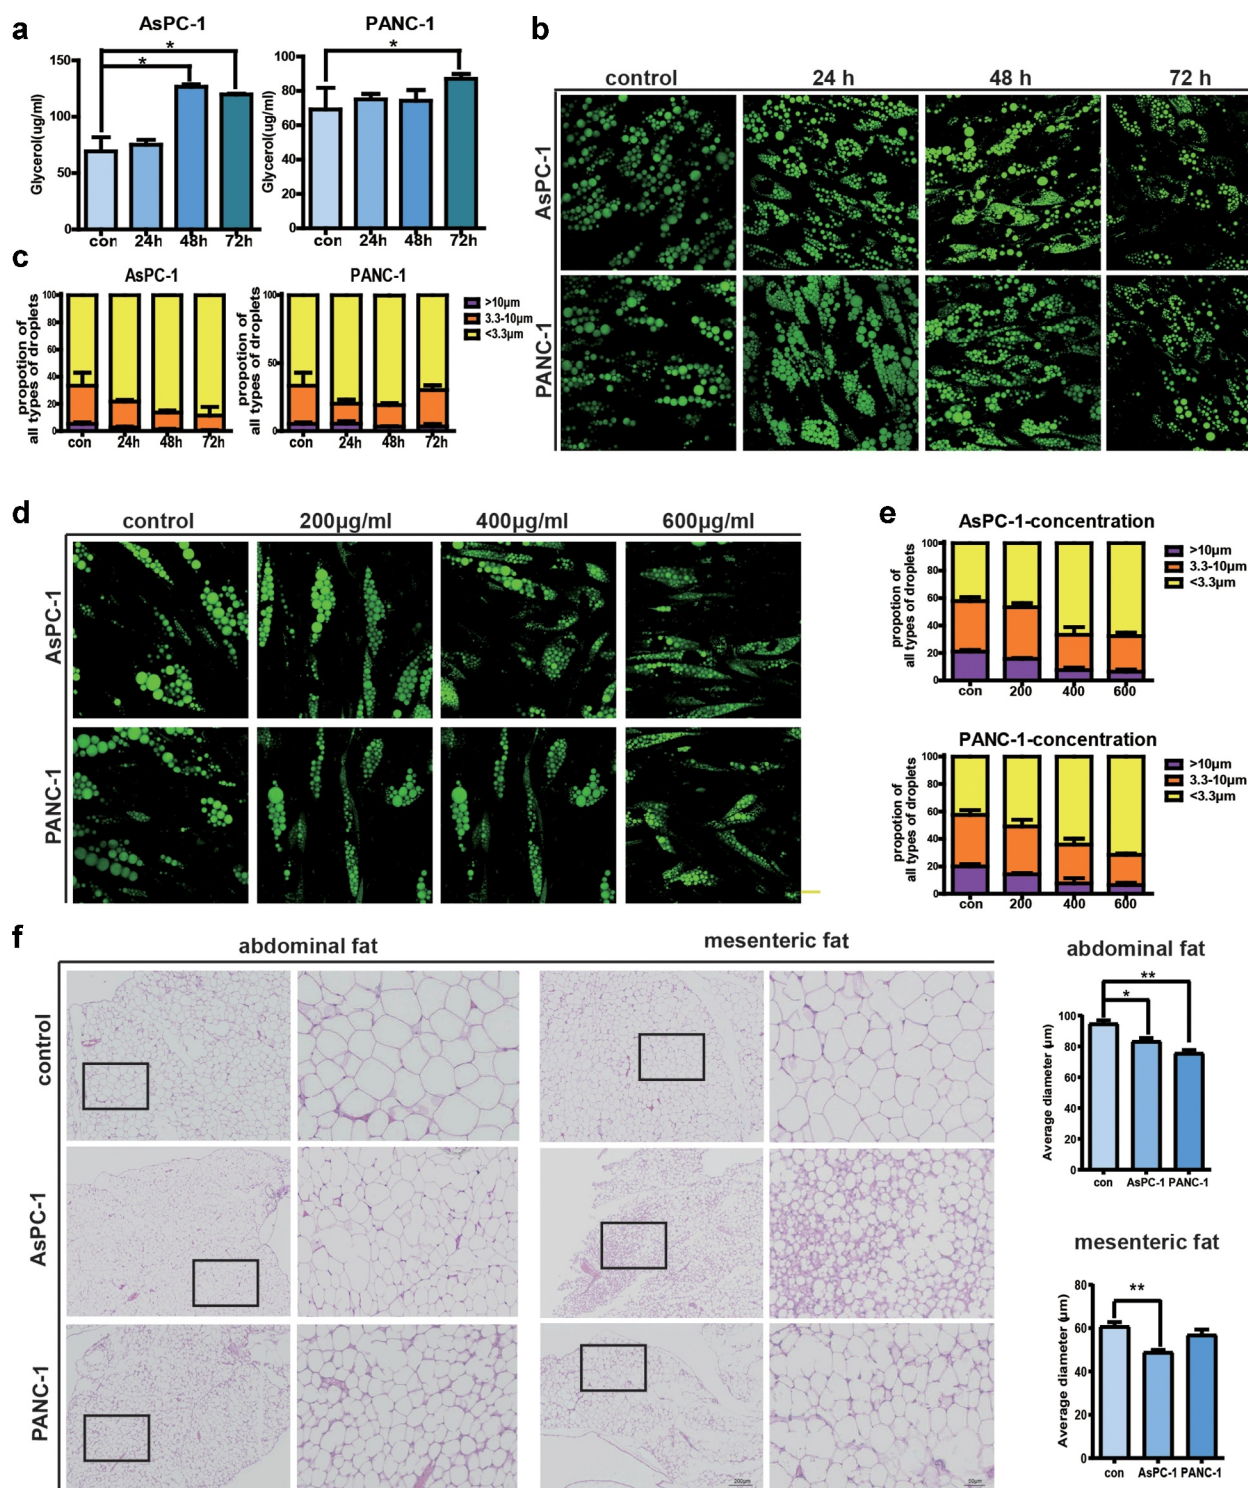 a
AsPC-1
PANC-1
Glycerol(ug/ml)
150
100
50
0
*
*
con 24h 48h 72h
Glycerol(ug/ml)
100
80
60
40
20
0
*
con 24h 48h 72h
b
control 24 h 48 h 72 h
AsPC-1
PANC-1
c
AsPC-1
PANC-1
propotion of
all types of droplets
100
80
60
40
20
0
con 24h 48h 72h
propotion of
all types of droplets
100
50
0
con 24h 48h 72h
>10μm
3.3-10μm
<3.3μm
d
control 200μg/ml 400μg/ml 600μg/ml
AsPC-1
PANC-1
e
AsPC-1-concentration
propotion of
all types of droplets
100
80
60
40
20
0
con 200 400 600
>10μm
3.3-10μm
<3.3μm
PANC-1-concentration
propotion of
all types of droplets
100
80
60
40
20
0
con 200 400 600
>10μm
3.3-10μm
<3.3μm
f
abdominal fat mesenteric fat
control
AsPC-1
PANC-1
200μm
50μm
abdominal fat
Average diameter (μm)
100
80
60
40
20
0
**
*
con AsPC-1 PANC-1
mesenteric fat
Average diameter (μm)
80
60
40
20
0
**
con AsPC-1 PANC-1